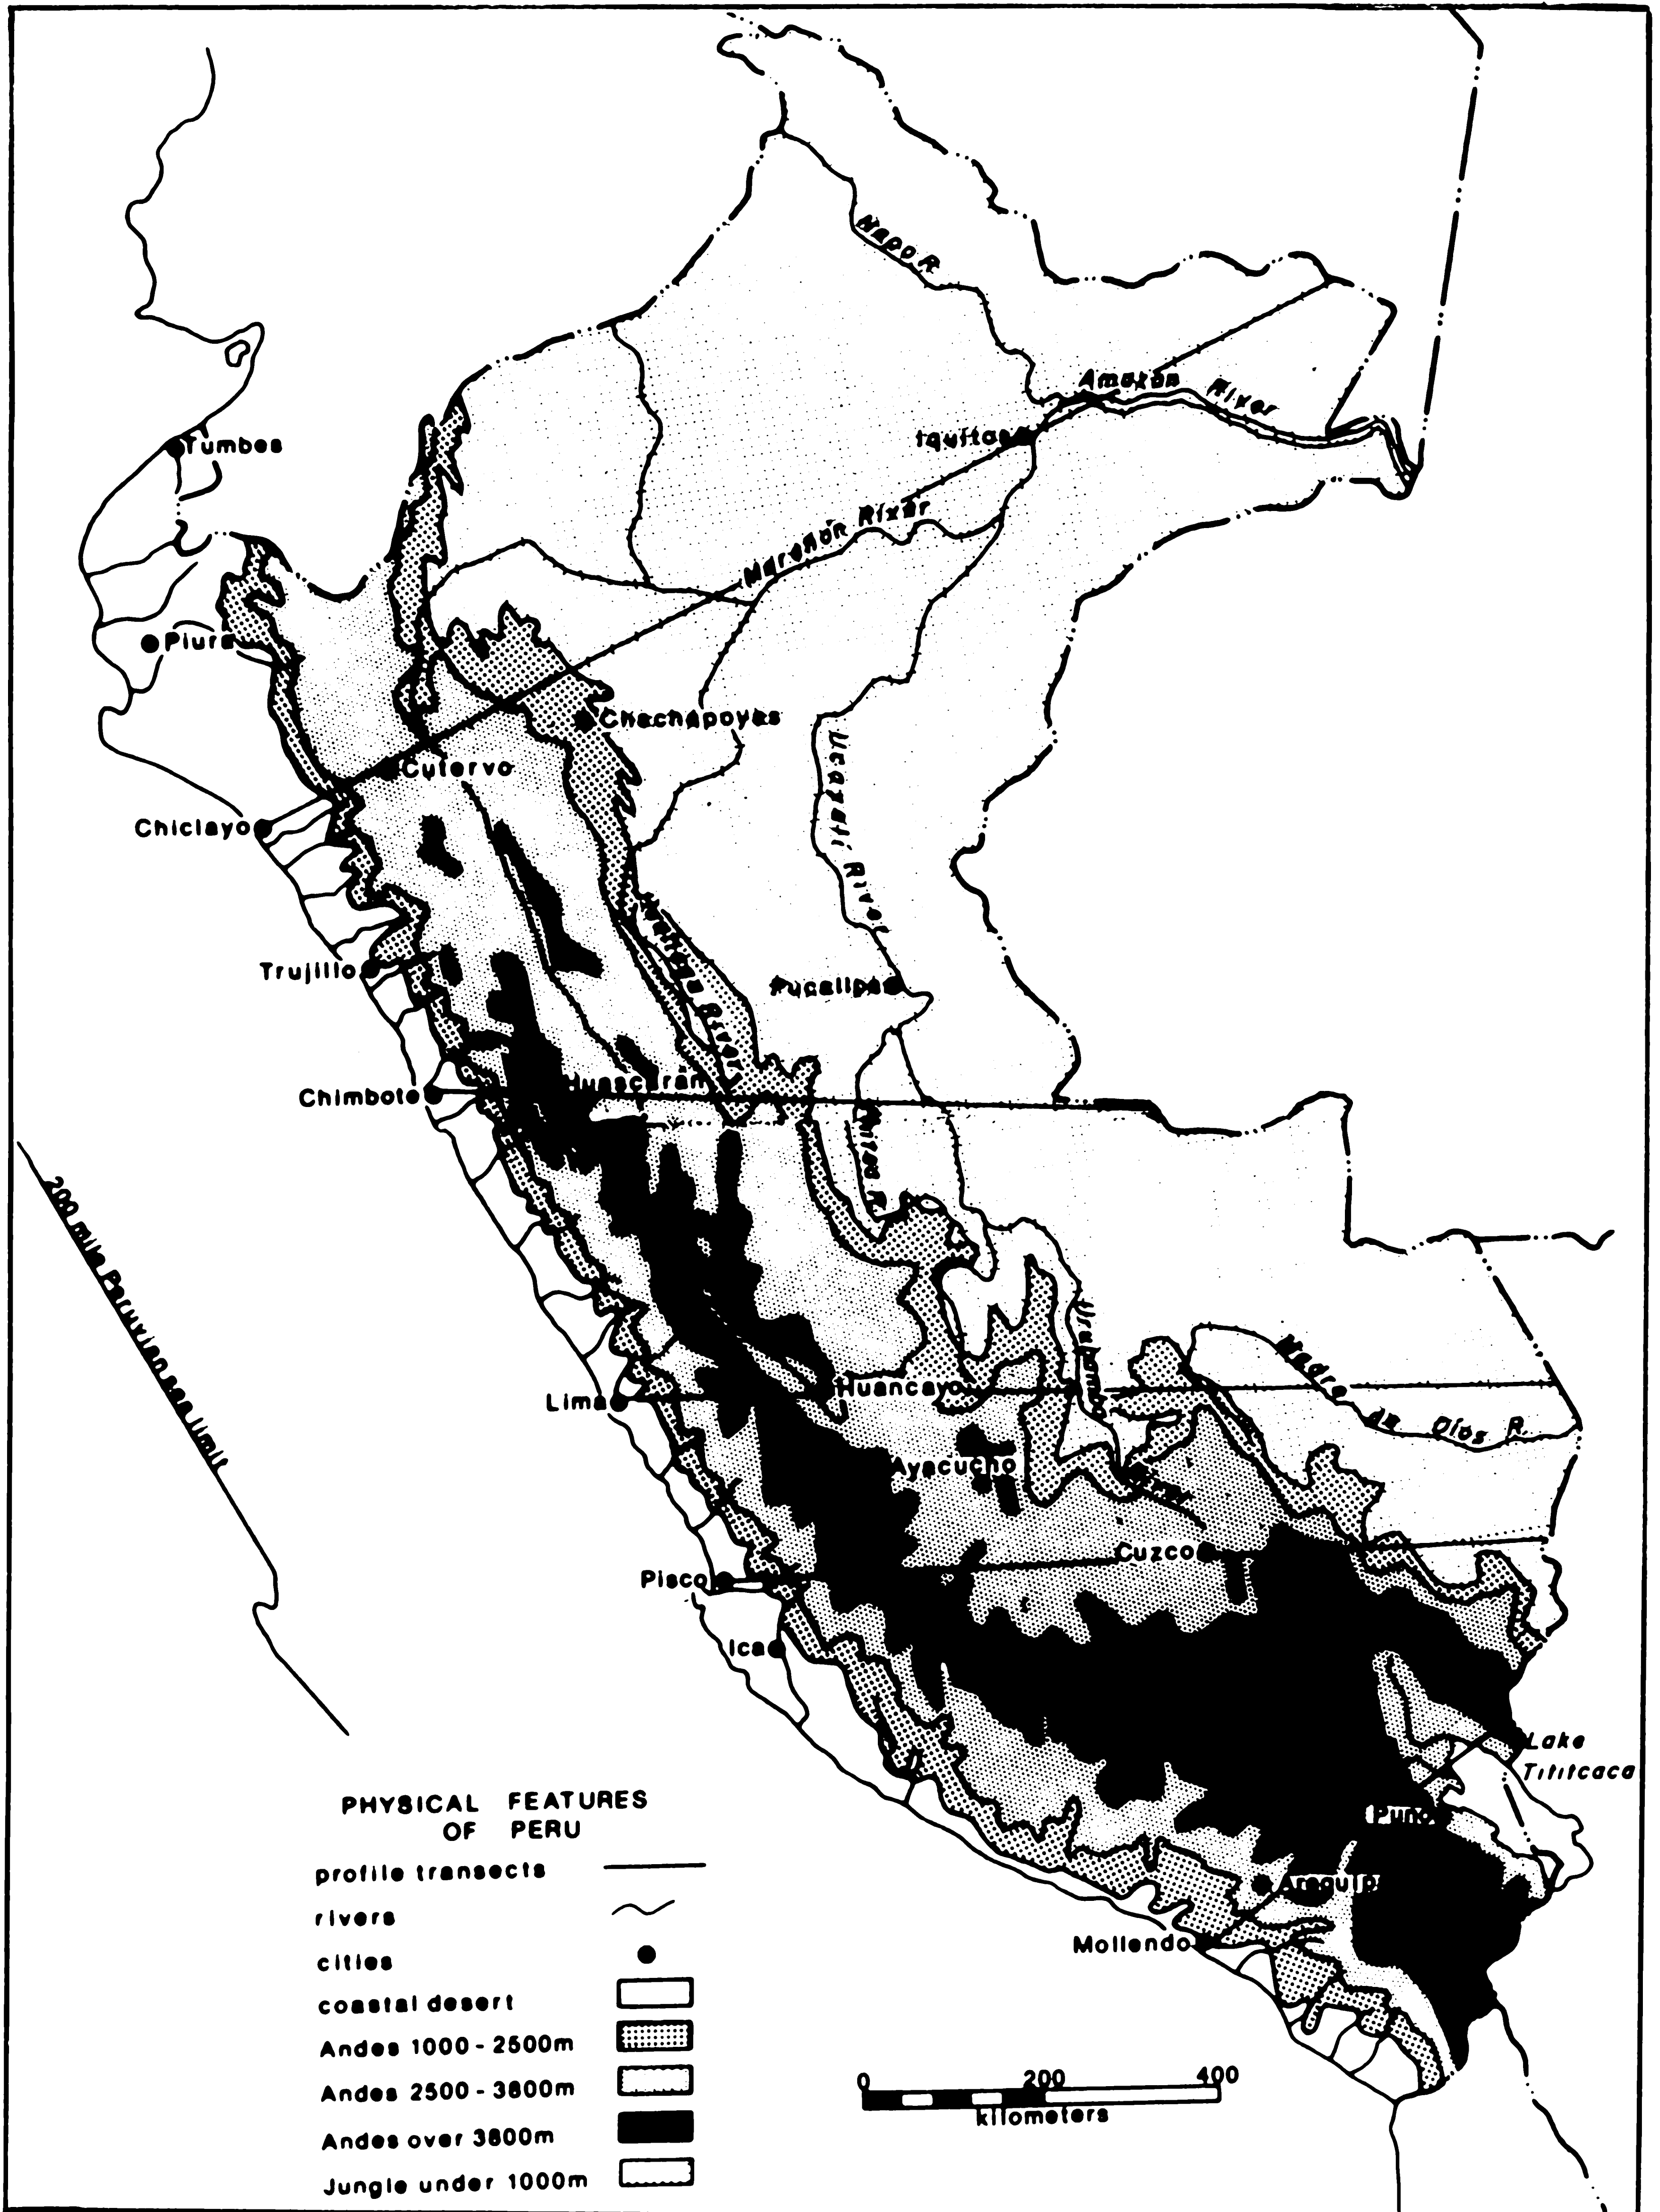 Napo R.
Amazon River
Tumbes
Iquitos
Marañón River
Piura
Chachapoyas
Cutervo
Ucayali River
Chiclayo
Huallaga River
Trujillo
Pucallpa
Huascarán
Chimbote
200 mile Peruvian sea limit
Urubamba
Madre de Dios R.
Huancayo
Lima
Ayacucho
Cuzco
Pisco
Ica
Lake
Tititcaca
Puno
Arequipa
Mollendo
PHYSICAL FEATURES
OF PERU
profile transects
rivers
cities
coastal desert
Andes 1000 - 2500m
Andes 2500 - 3800m
Andes over 3800m
Jungle under 1000m
0 200 400
kilometers